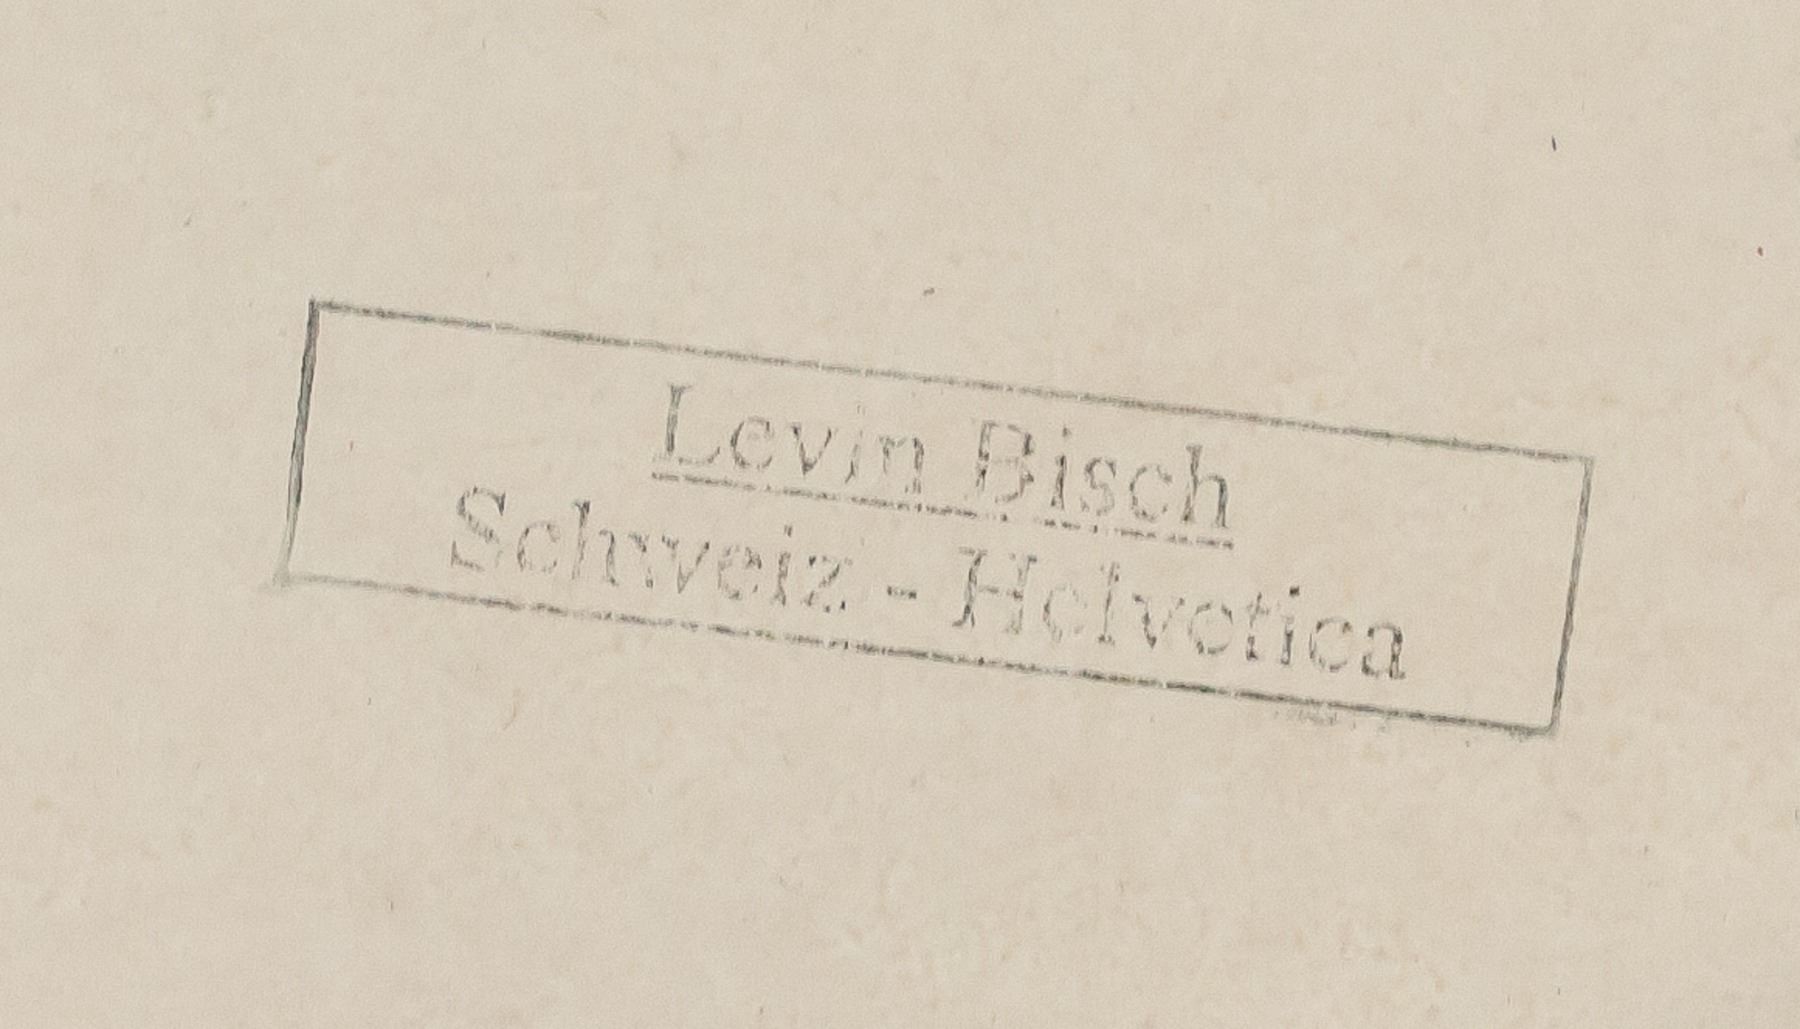 Levin Bisch
Schweiz - Helvetica